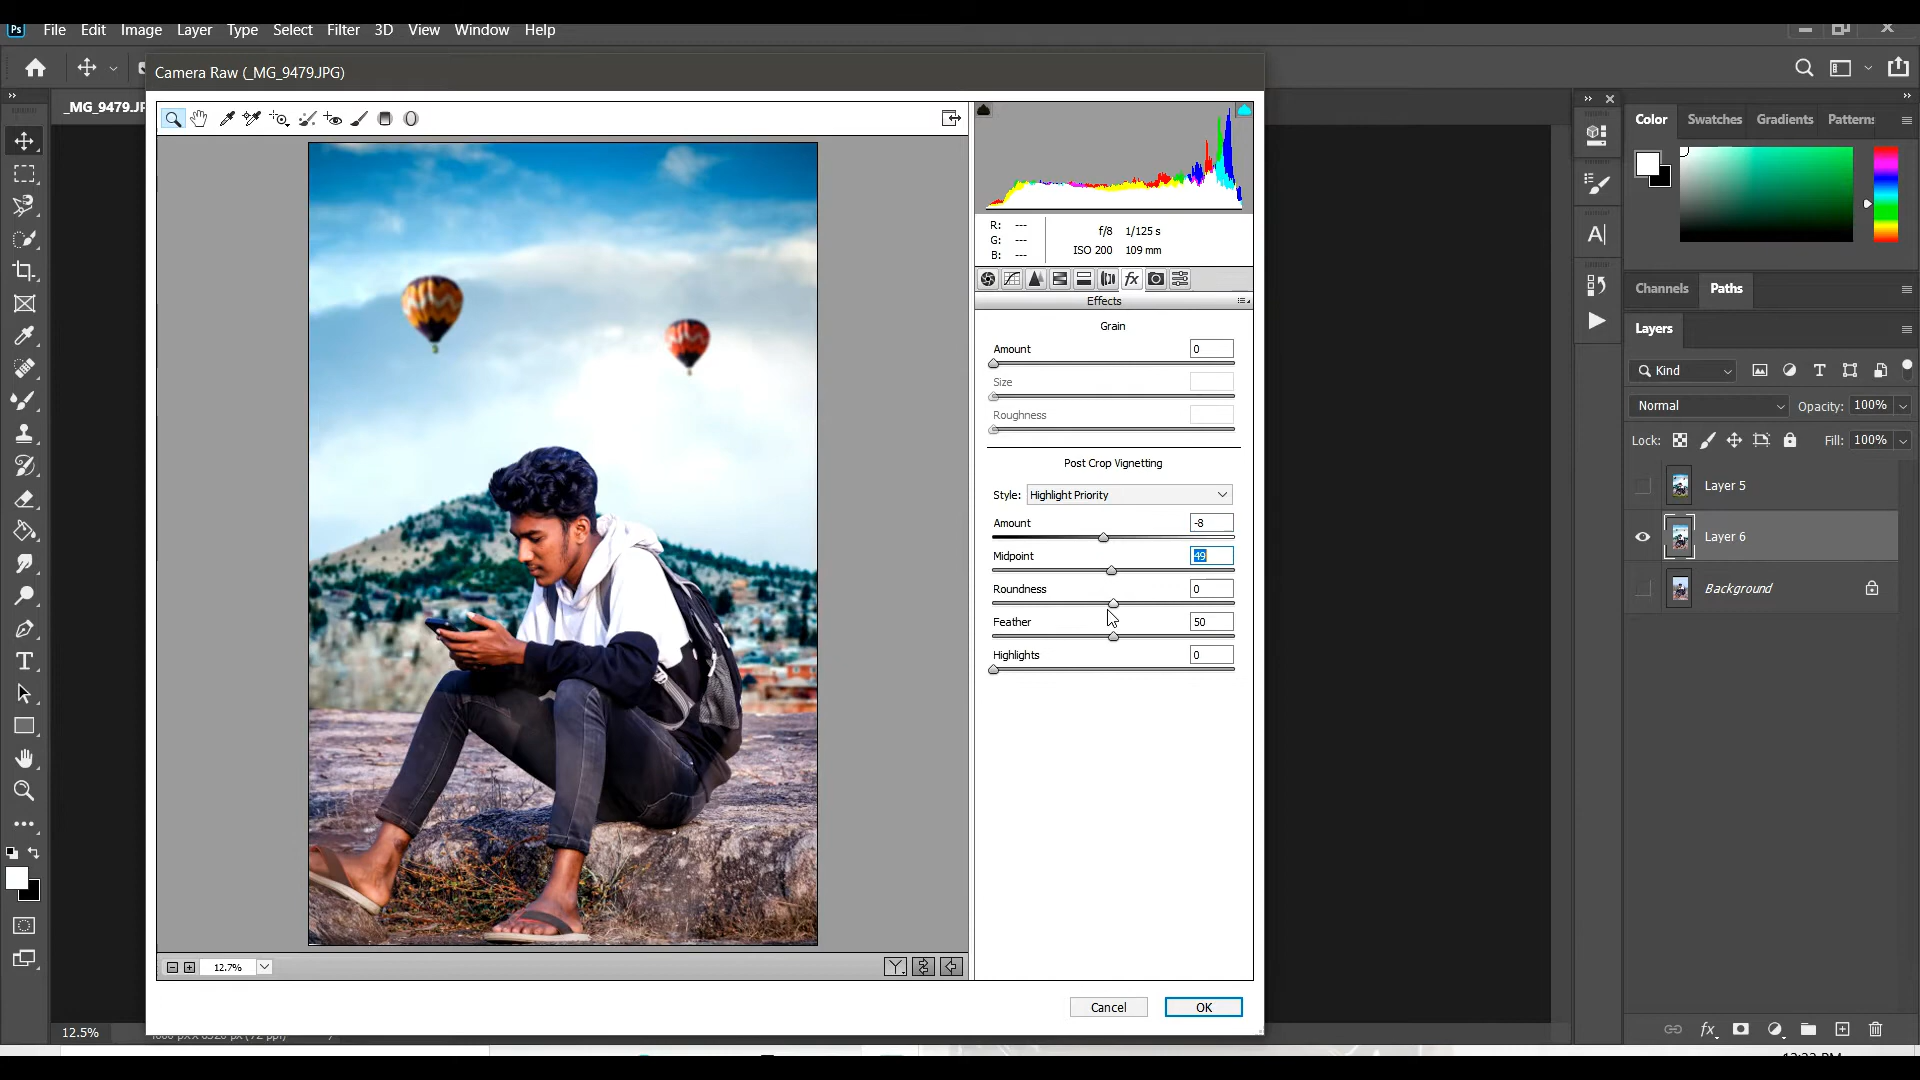 Ps File Edit Image Layer Type Select Filter 3D View Window Help
Camera Raw (_MG_9479.JPG)
_MG_9479.JP
R: ---
G: ---
B: ---
f/8 1/125 s
ISO 200 109 mm
fx
Effects
Grain
Amount 0
Size
Roughness
Post Crop Vignetting
Style: Highlight Priority
Amount -8
Midpoint 49
Roundness 0
Feather 50
Highlights 0
12.7%
Y
Cancel OK
12.5%
Color Swatches Gradients Patterns
A|
Channels Paths
Layers
Kind
Normal Opacity: 100%
Lock: Fill: 100%
Layer 5
Layer 6
Background
fx